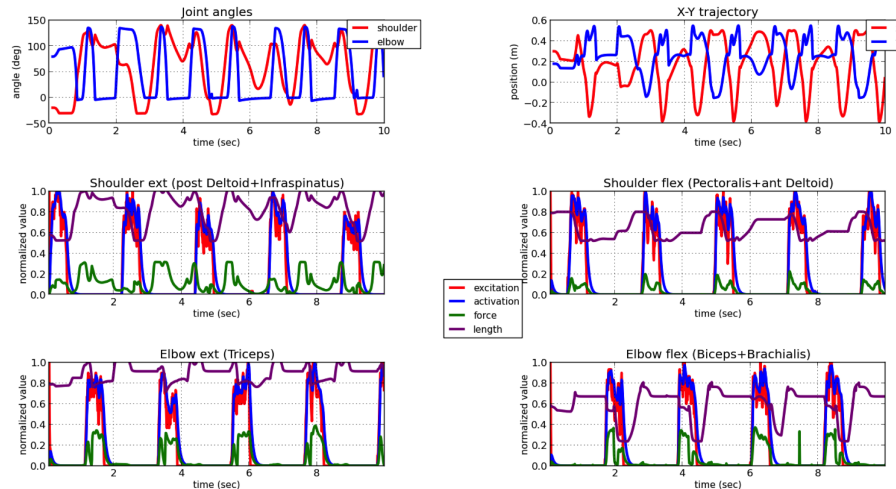 Joint angles
shoulder
elbow
150
100
50
0
−50
angle (deg)
0 2 4 6 8 10
time (sec)
X-Y trajectory
0.6
0.4
0.2
0.0
−0.2
−0.4
position (m)
0 2 4 6 8 10
time (sec)
Shoulder ext (post Deltoid+Infraspinatus)
1.0
0.8
0.6
0.4
0.2
0.0
normalized value
2 4 6 8
time (sec)
Shoulder flex (Pectoralis+ant Deltoid)
1.0
0.8
0.6
0.4
0.2
0.0
normalized value
2 4 6 8
time (sec)
excitation
activation
force
length
Elbow ext (Triceps)
1.0
0.8
0.6
0.4
0.2
0.0
normalized value
2 4 6 8
time (sec)
Elbow flex (Biceps+Brachialis)
1.0
0.8
0.6
0.4
0.2
0.0
normalized value
2 4 6 8
time (sec)